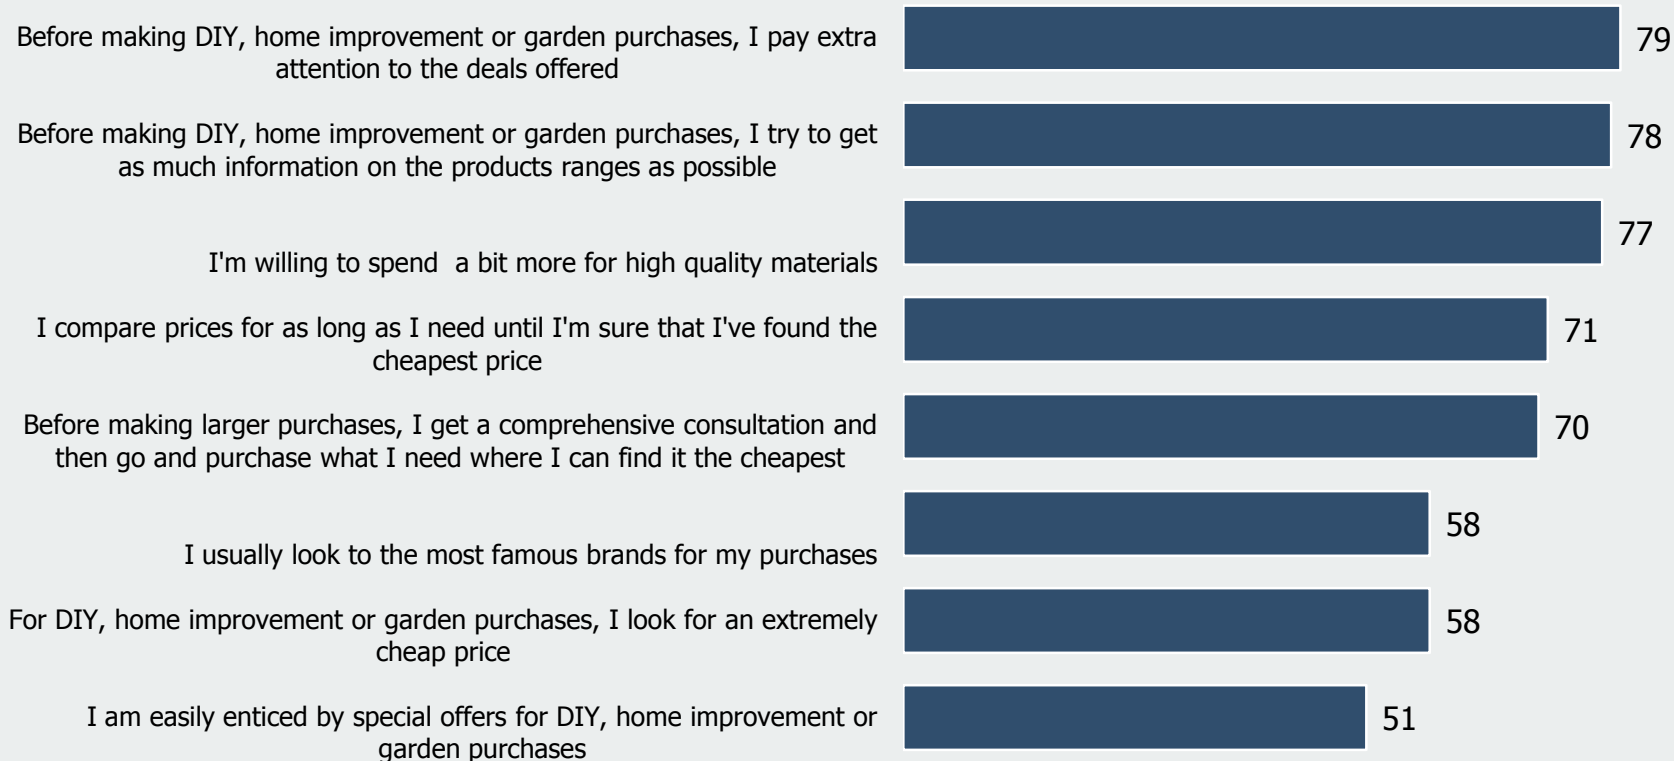 Before making DIY, home improvement or garden purchases, I pay extra
attention to the deals offered
79
Before making DIY, home improvement or garden purchases, I try to get
as much information on the products ranges as possible
78
I'm willing to spend  a bit more for high quality materials
77
I compare prices for as long as I need until I'm sure that I've found the
cheapest price
71
Before making larger purchases, I get a comprehensive consultation and
then go and purchase what I need where I can find it the cheapest
70
I usually look to the most famous brands for my purchases
58
For DIY, home improvement or garden purchases, I look for an extremely
cheap price
58
I am easily enticed by special offers for DIY, home improvement or
garden purchases
51